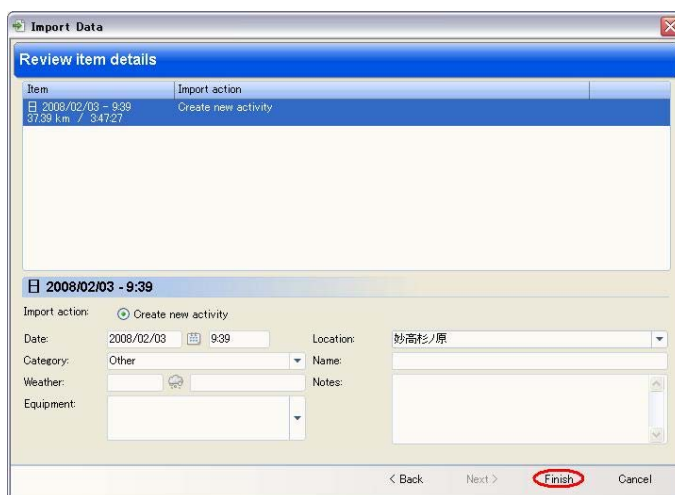 Import Data
Review item details
Item Import action
日 2008/02/03 - 9:39 Create new activity
37.39 km / 3:47:27
日 2008/02/03 - 9:39
Import action: Create new activity
Date: 2008/02/03 9:39 Location: 妙高杉ノ原
Category: Other Name:
Weather: Notes:
Equipment:
< Back Next > Finish Cancel